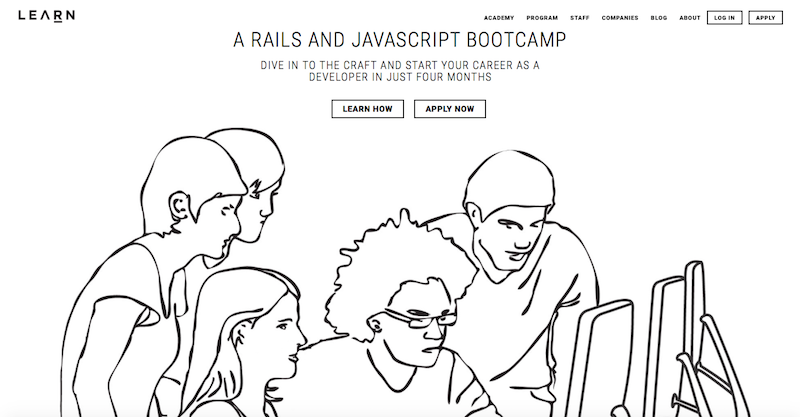 LEARN
ACADEMY PROGRAM STAFF COMPANIES BLOG ABOUT LOG IN APPLY
A RAILS AND JAVASCRIPT BOOTCAMP
DIVE IN TO THE CRAFT AND START YOUR CAREER AS A
DEVELOPER IN JUST FOUR MONTHS
LEARN HOW APPLY NOW